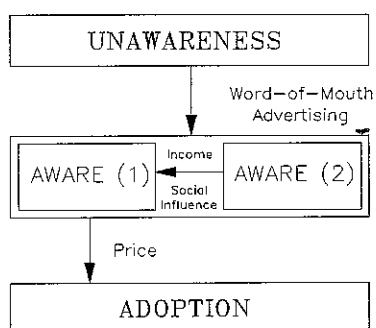 UNAWARENESS
Word-of-Mouth
Advertising
AWARE (1)
Income
Social
Influence
AWARE (2)
Price
ADOPTION